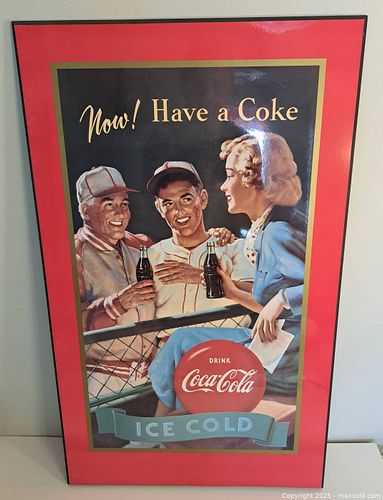 Now! Have a Coke
DRINK
Coca-Cola
ICE COLD
Copyright 2025 - maxsold.com